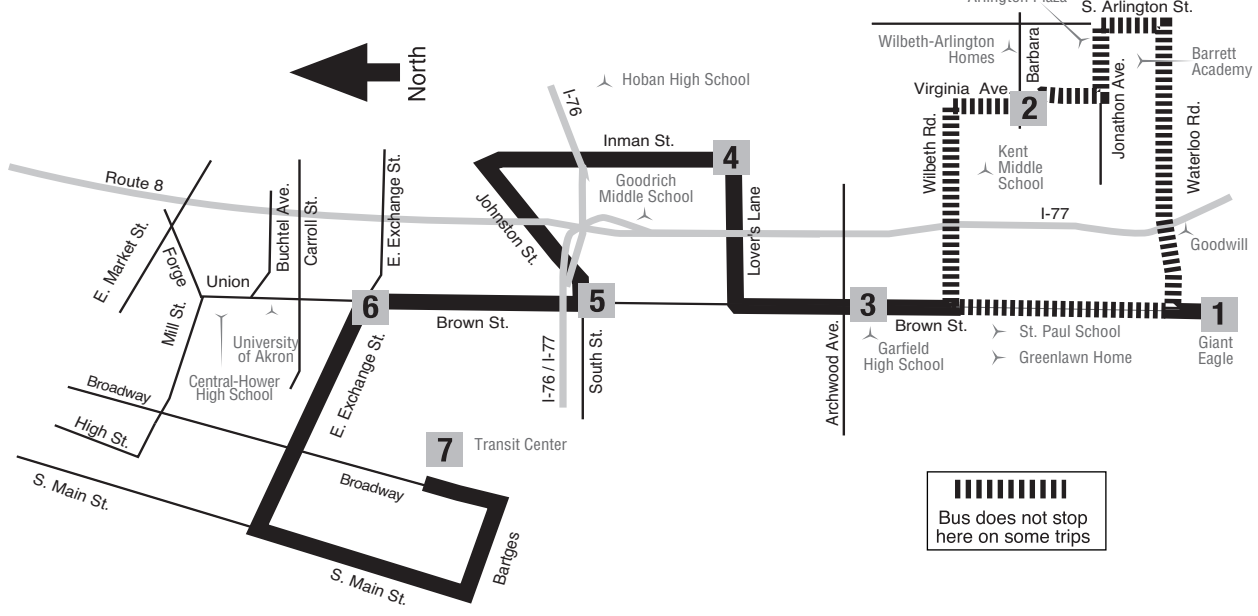 Arlington Plaza
S. Arlington St.
Wilbeth-Arlington
Homes
Barbara
Barrett
Academy
North
Hoban High School
I-76
Virginia Ave.
2
Jonathon Ave.
Waterloo Rd.
Wilbeth Rd.
Kent
Middle
School
Inman St.
4
Goodrich
Middle School
Route 8
Johnston St.
Lover's Lane
I-77
Goodwill
E. Market St.
Forge
Buchtel Ave.
Carroll St.
E. Exchange St.
Union
Mill St.
6
Brown St.
5
3
Brown St.
1
Giant
Eagle
St. Paul School
Greenlawn Home
Garfield
High School
Archwood Ave.
University
of Akron
Central-Hower
High School
E. Exchange St.
I-76 / I-77
South St.
Broadway
High St.
7
Transit Center
Broadway
S. Main St.
S. Main St.
Bartges
Bus does not stop
here on some trips